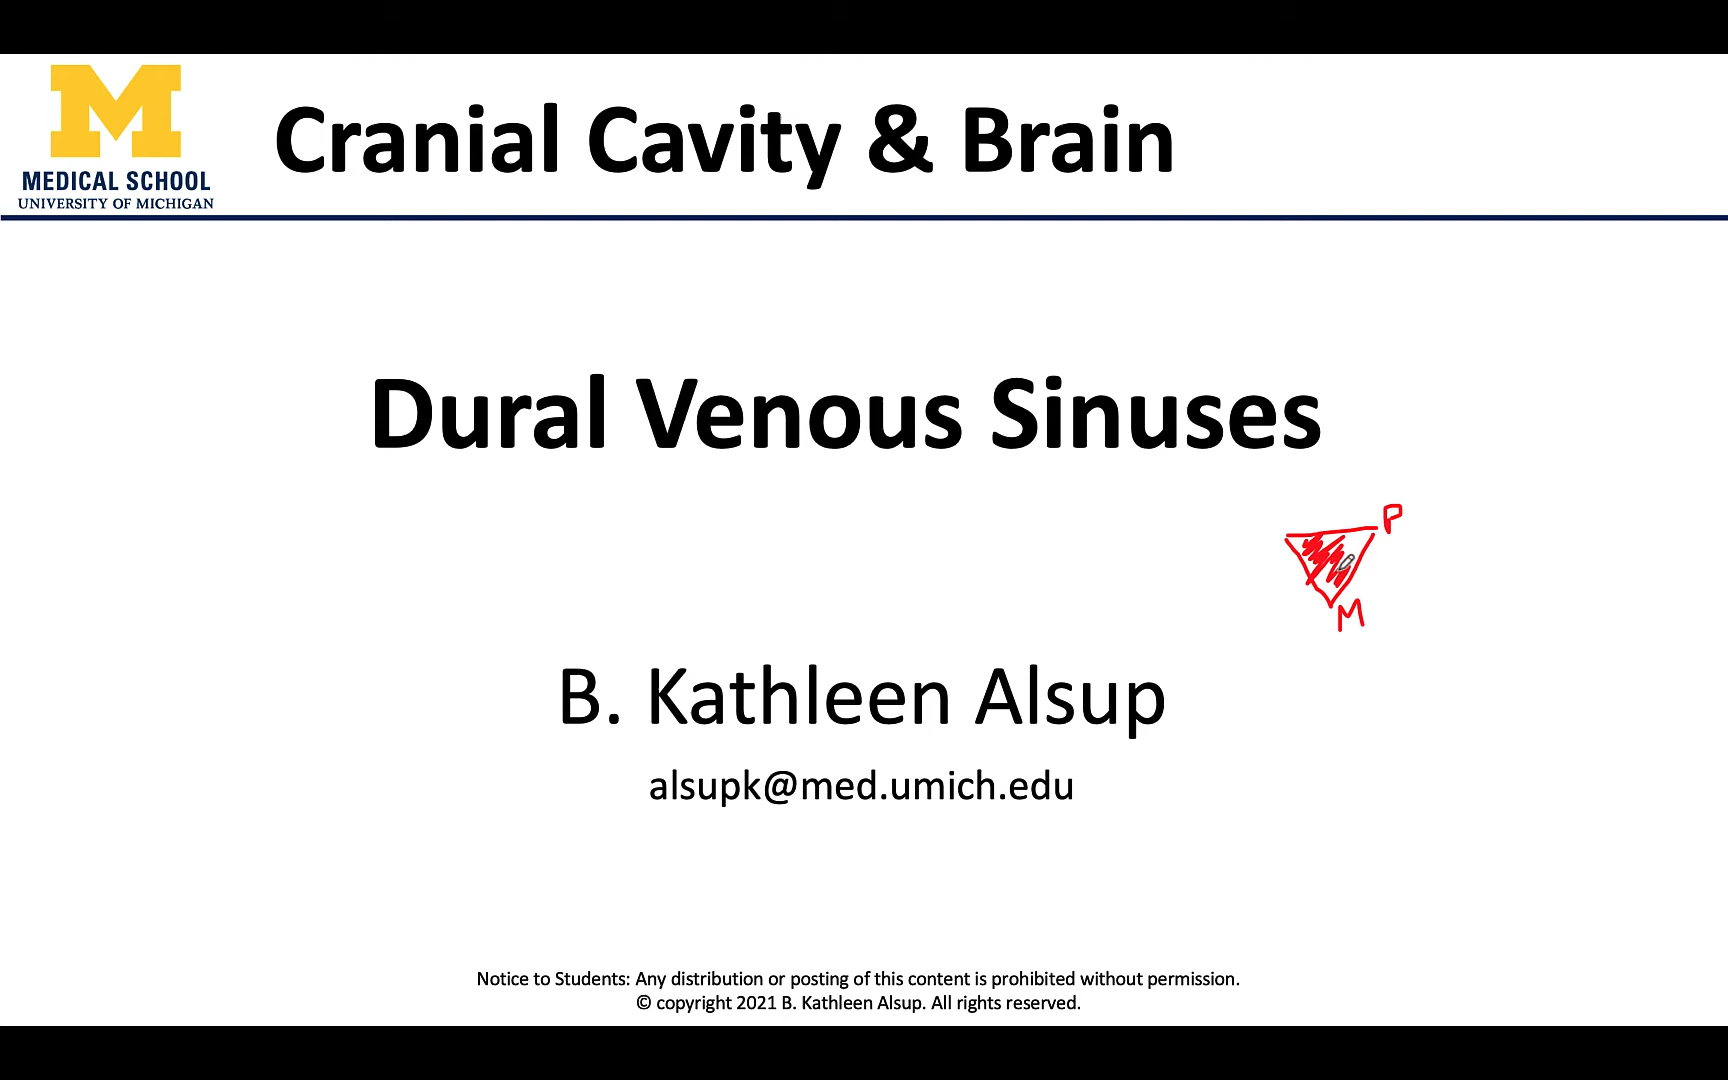 M
MEDICAL SCHOOL
UNIVERSITY OF MICHIGAN
Cranial Cavity & Brain
Dural Venous Sinuses
P
M
B. Kathleen Alsup
alsupk@med.umich.edu
Notice to Students: Any distribution or posting of this content is prohibited without permission.
© copyright 2021 B. Kathleen Alsup. All rights reserved.